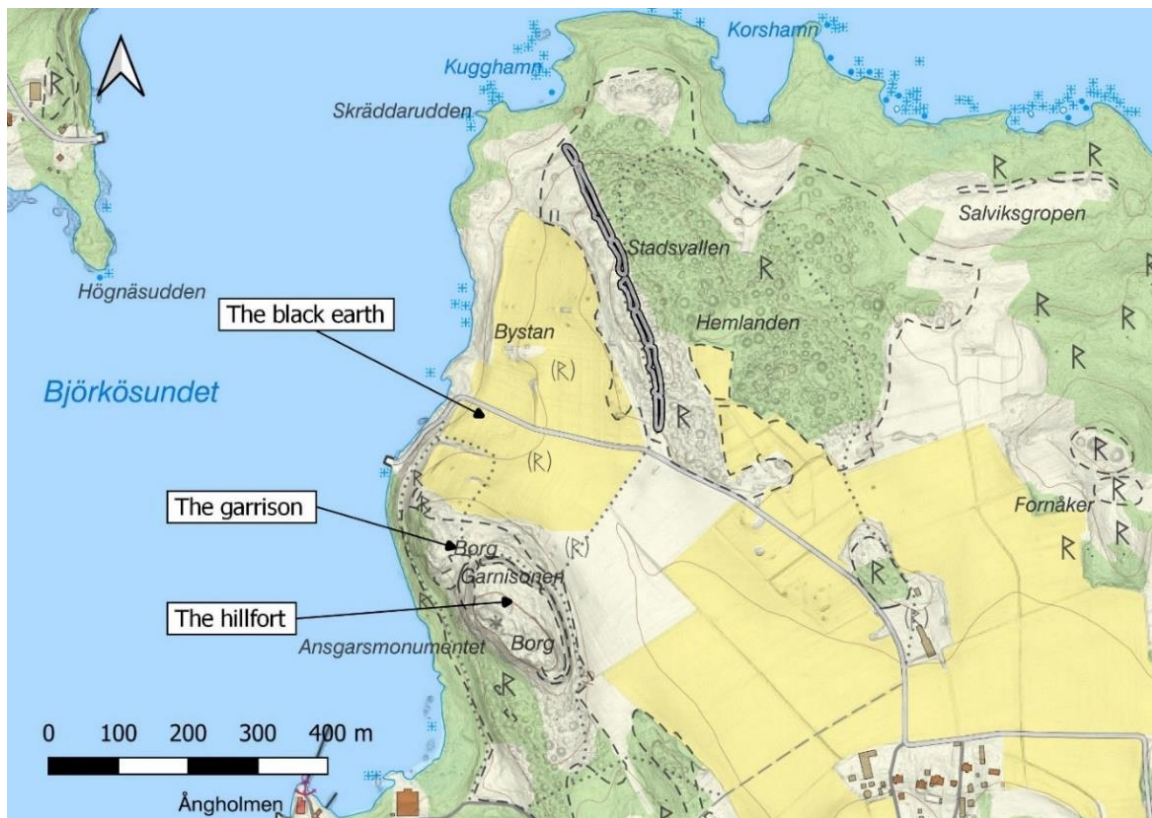 Korshamn
Kugghamn
Skräddarudden
R
R
R
Salviksgropen
Stadsvallen
R
Högnäsudden
The black earth
Hemlanden
R
R
R
Bystan
(R)
R
Björkösundet
R
R
(R)
R
R
The garrison
Fornåker
Borg
(R)
R
R
Garnisonen
R
The hillfort
R
Ansgarsmonumentet
Borg
R
0 100 200 300 400 m
Ångholmen